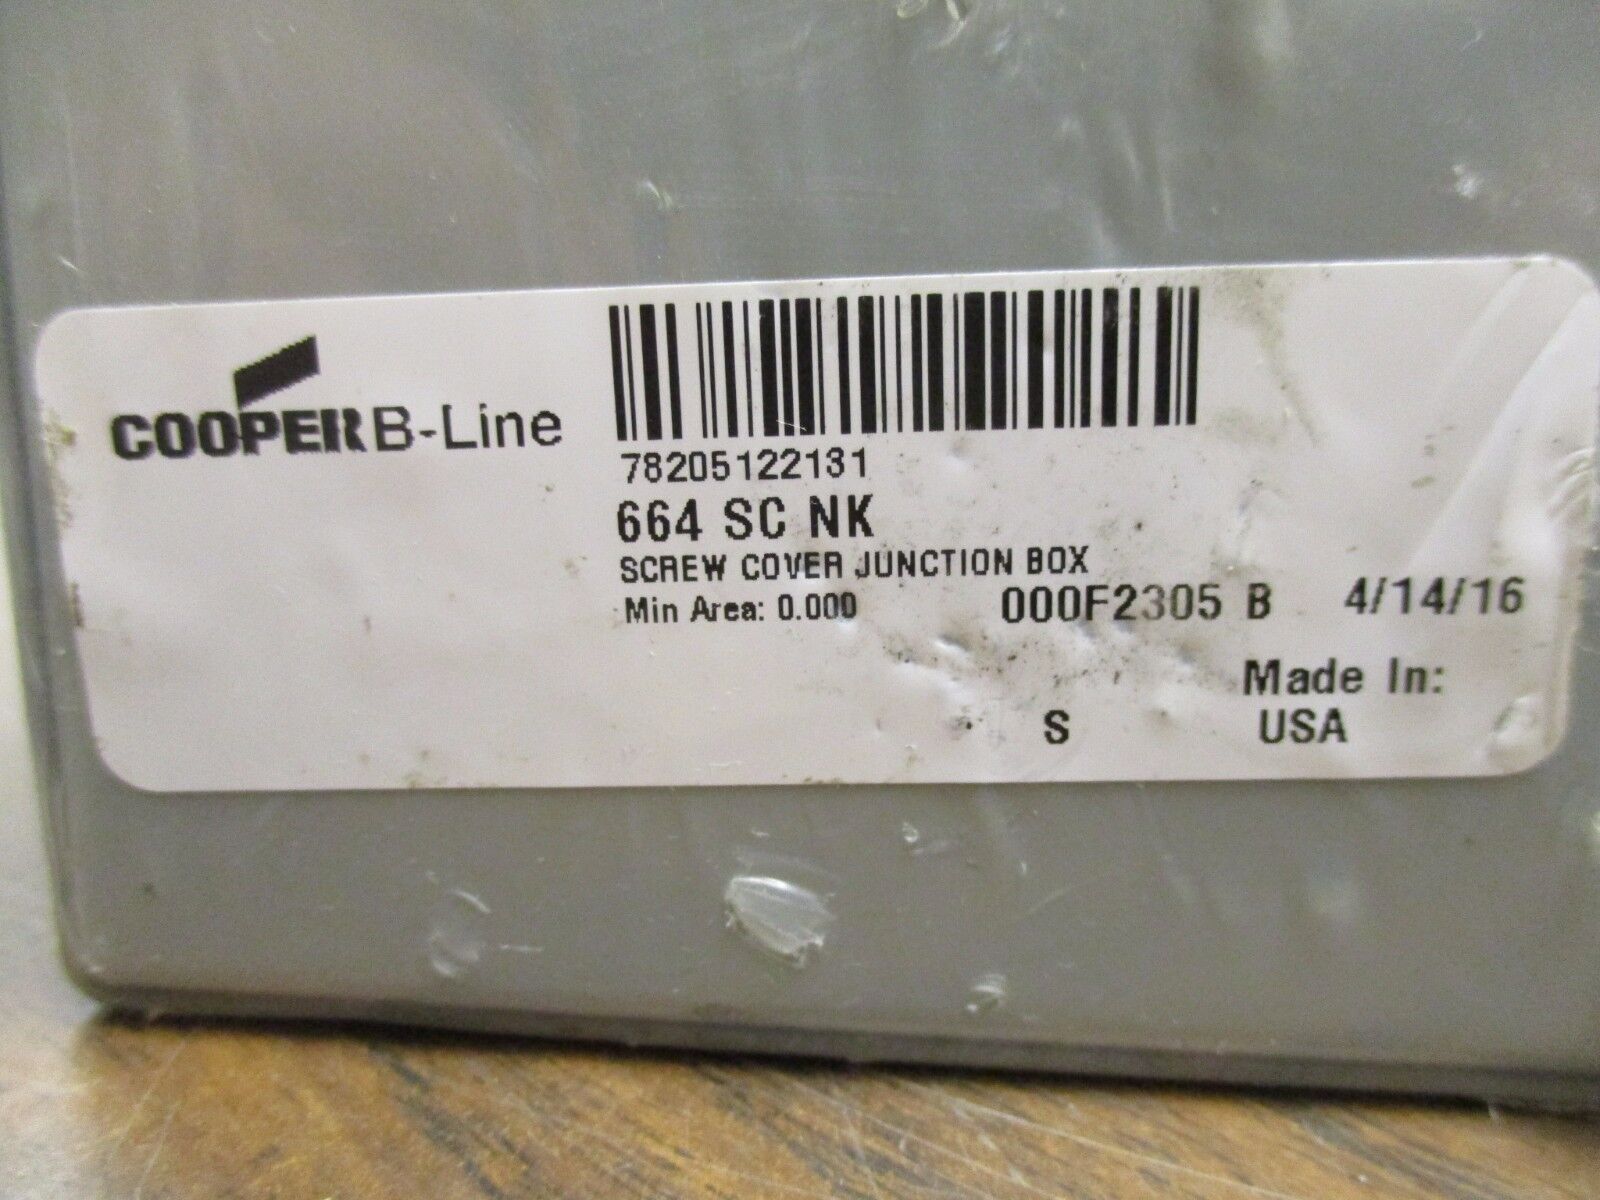 COOPER B-Line
78205122131
664 SC NK
SCREW COVER JUNCTION BOX
Min Area: 0.000 000F2305 B 4/14/16
Made In:
S USA